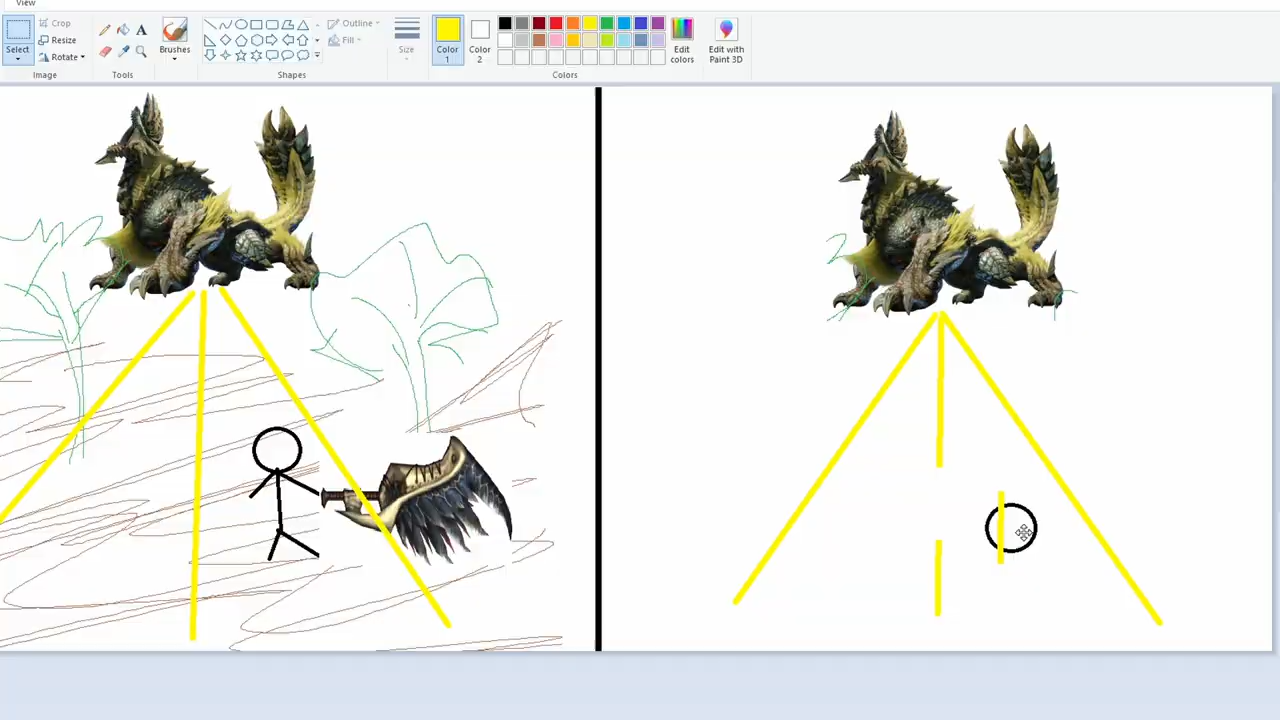 View
Crop
Resize
Rotate
Select
Image
Tools
Brushes
Shapes
Outline
Fill
Size
Color
1
Color
2
Colors
Edit
colors
Edit with
Paint 3D